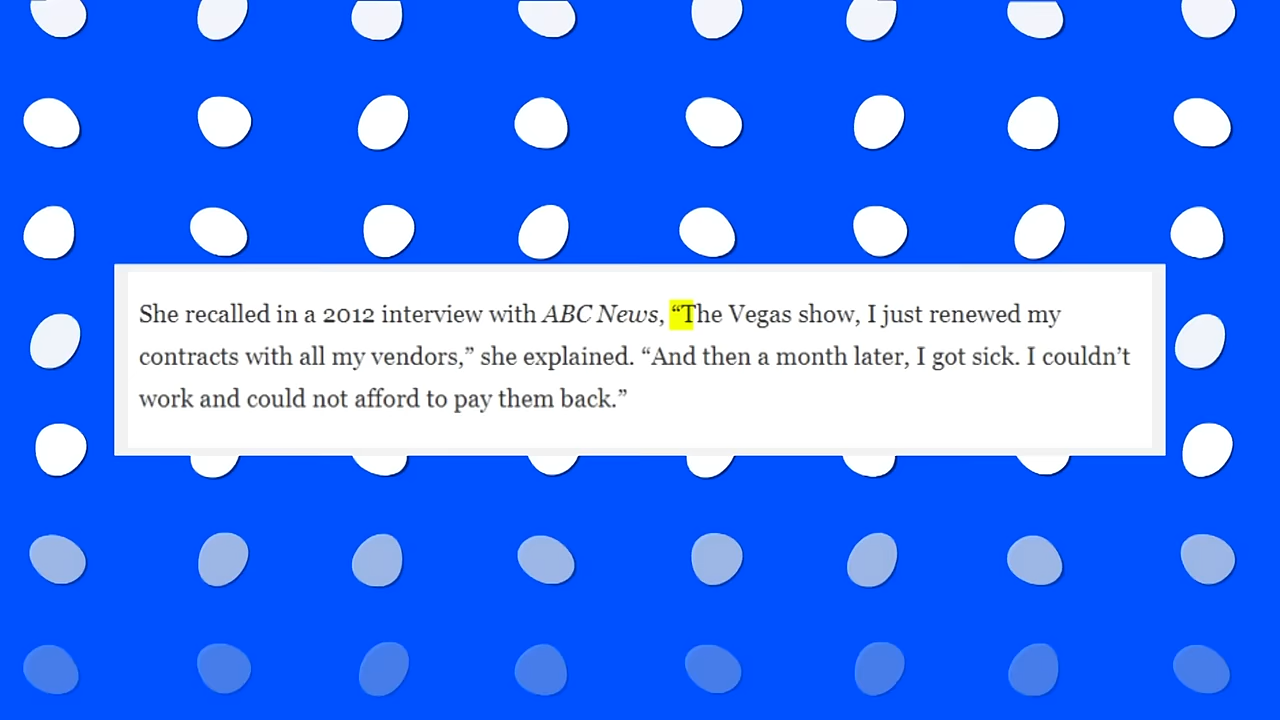 She recalled in a 2012 interview with ABC News, “The Vegas show, I just renewed my
contracts with all my vendors,” she explained. “And then a month later, I got sick. I couldn’t
work and could not afford to pay them back.”